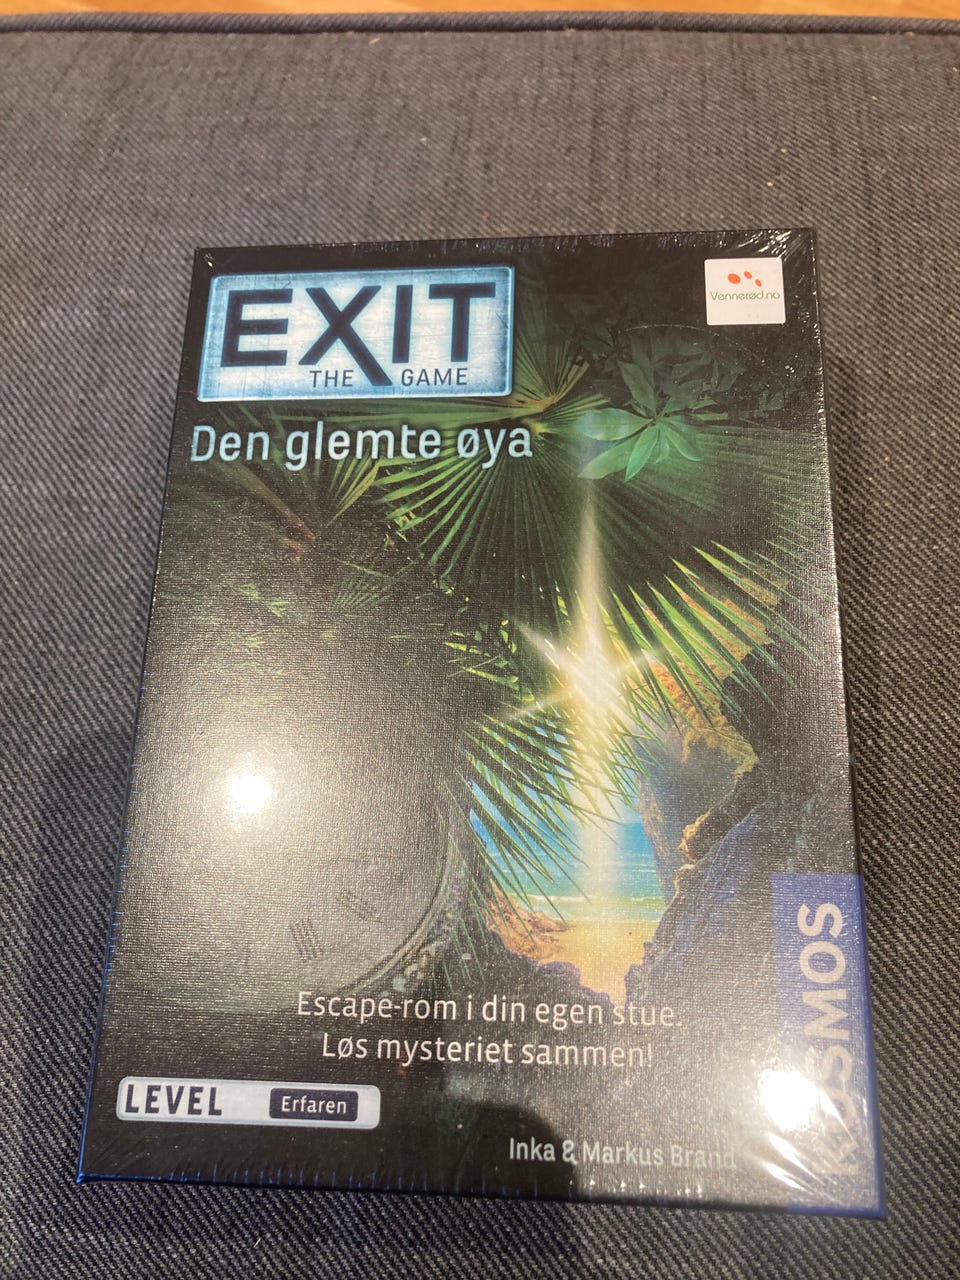 EXIT
THE GAME
Vennerød.no
Den glemte øya
Escape-rom i din egen stue.
Løs mysteriet sammen!
LEVEL Erfaren
Inka & Markus Brand
KOSMOS